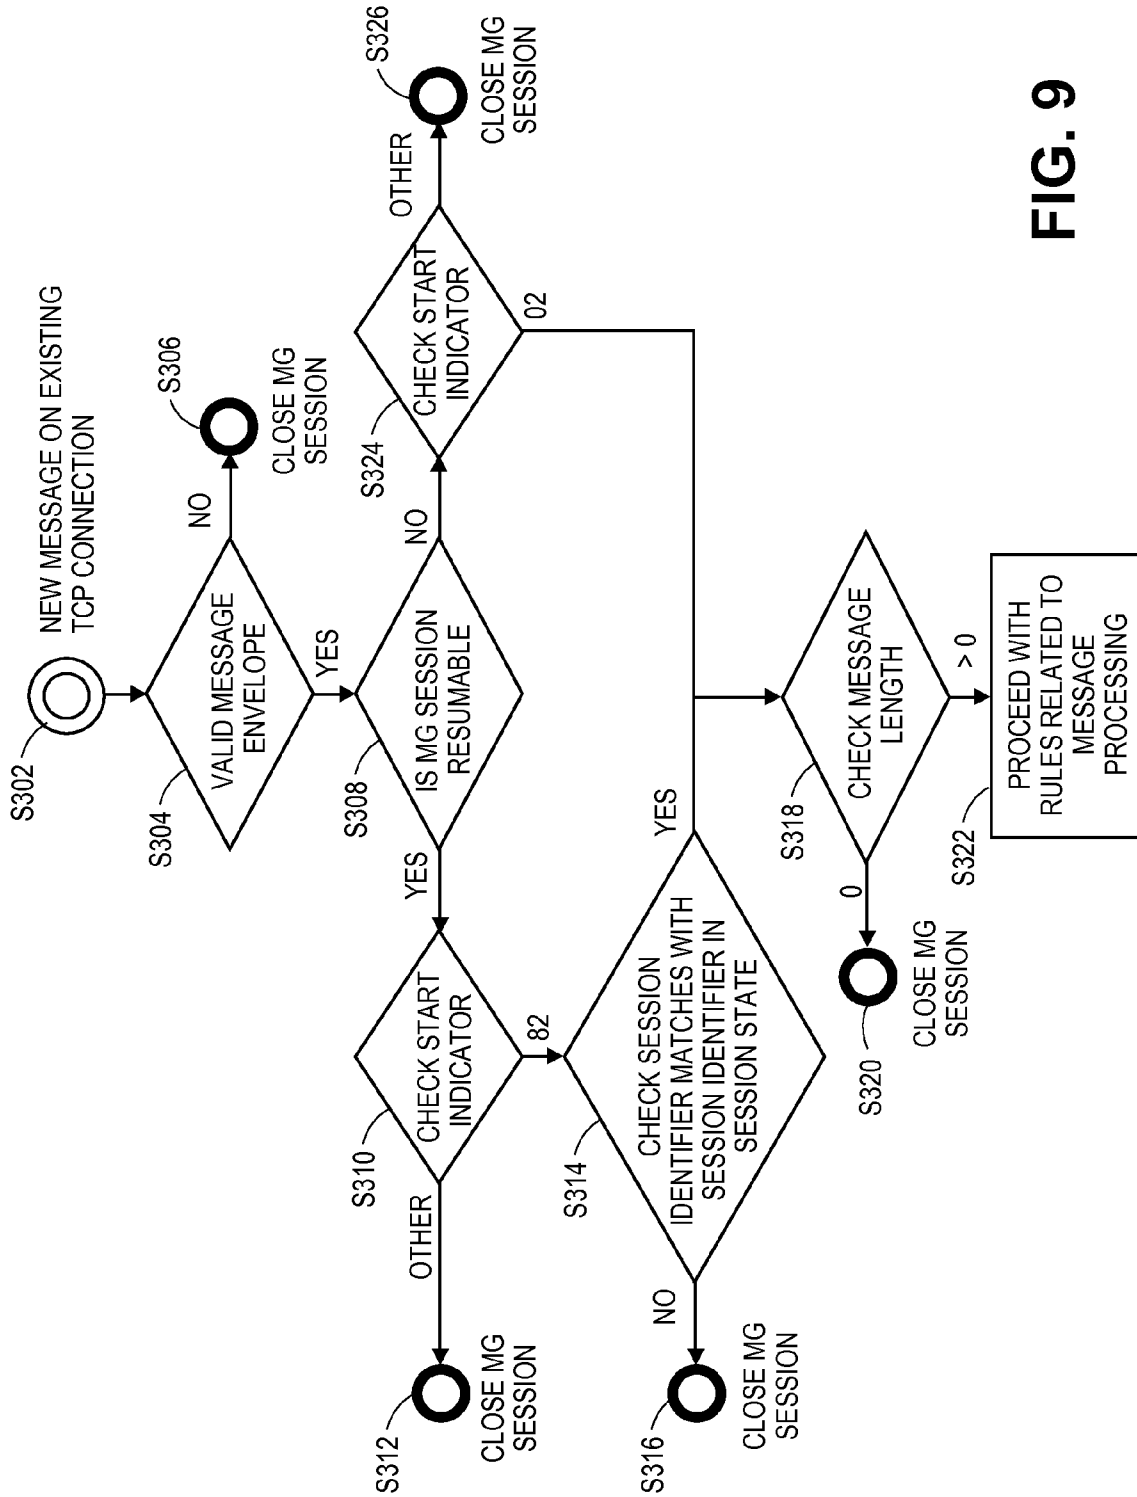 S302
NEW MESSAGE ON EXISTING
TCP CONNECTION
S304
VALID MESSAGE
ENVELOPE
NO
S306
CLOSE MG
SESSION
YES
S308
IS MG SESSION
RESUMABLE
NO
S324
CHECK START
INDICATOR
OTHER
S326
CLOSE MG
SESSION
02
YES
S310
CHECK START
INDICATOR
OTHER
S312
CLOSE MG
SESSION
82
S314
CHECK SESSION
IDENTIFIER MATCHES WITH
SESSION IDENTIFIER IN
SESSION STATE
NO
S316
CLOSE MG
SESSION
YES
S318
CHECK MESSAGE
LENGTH
0
S320
CLOSE MG
SESSION
> 0
S322
PROCEED WITH
RULES RELATED TO
MESSAGE
PROCESSING
FIG. 9